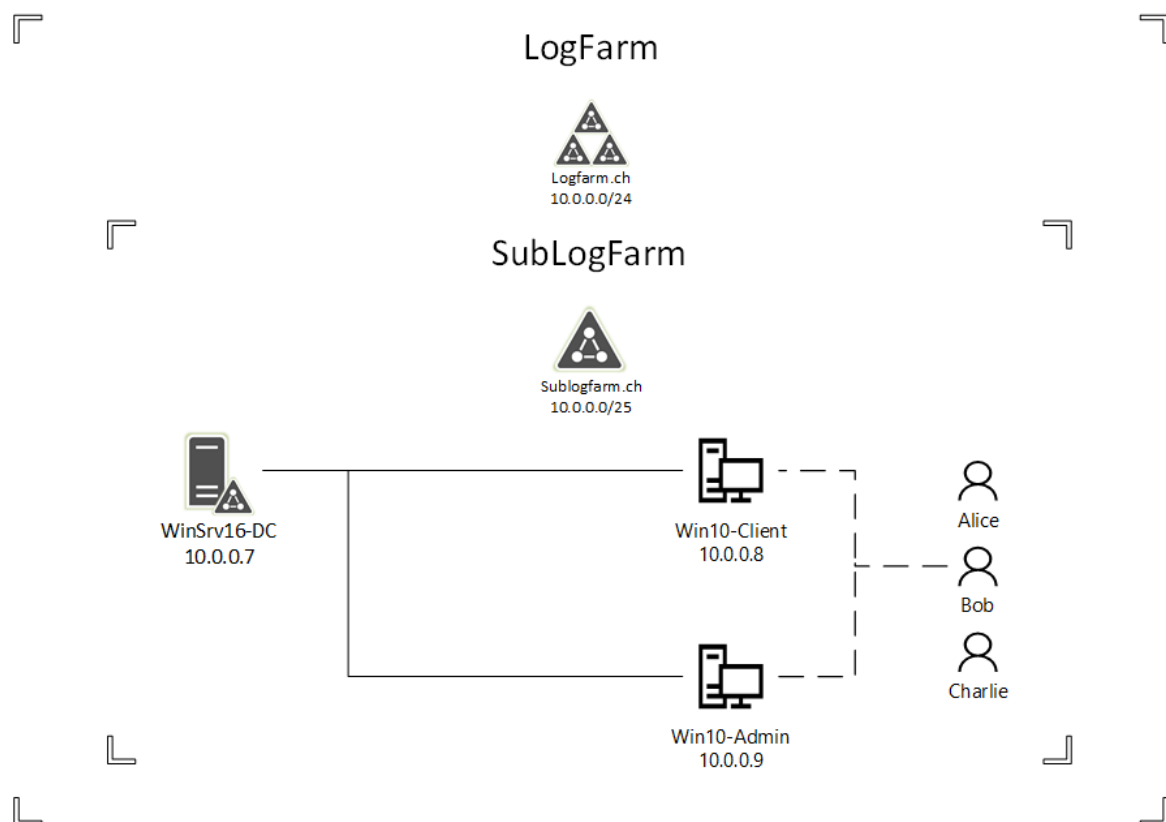 LogFarm
Logfarm.ch
10.0.0.0/24
SubLogFarm
Sublogfarm.ch
10.0.0.0/25
WinSrv16-DC
10.0.0.7
Win10-Client
10.0.0.8
Alice
Bob
Charlie
Win10-Admin
10.0.0.9